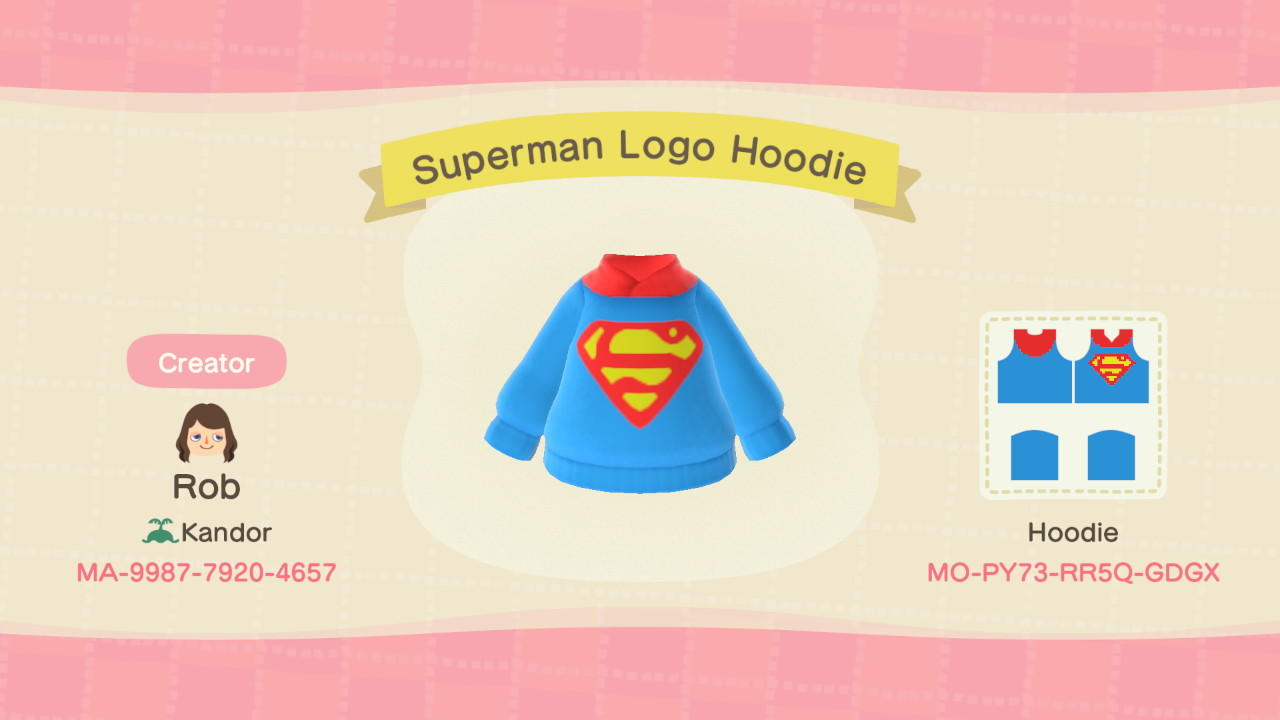 Superman Logo Hoodie
Creator
Rob
Kandor
MA-9987-7920-4657
Hoodie
MO-PY73-RR5Q-GDGX